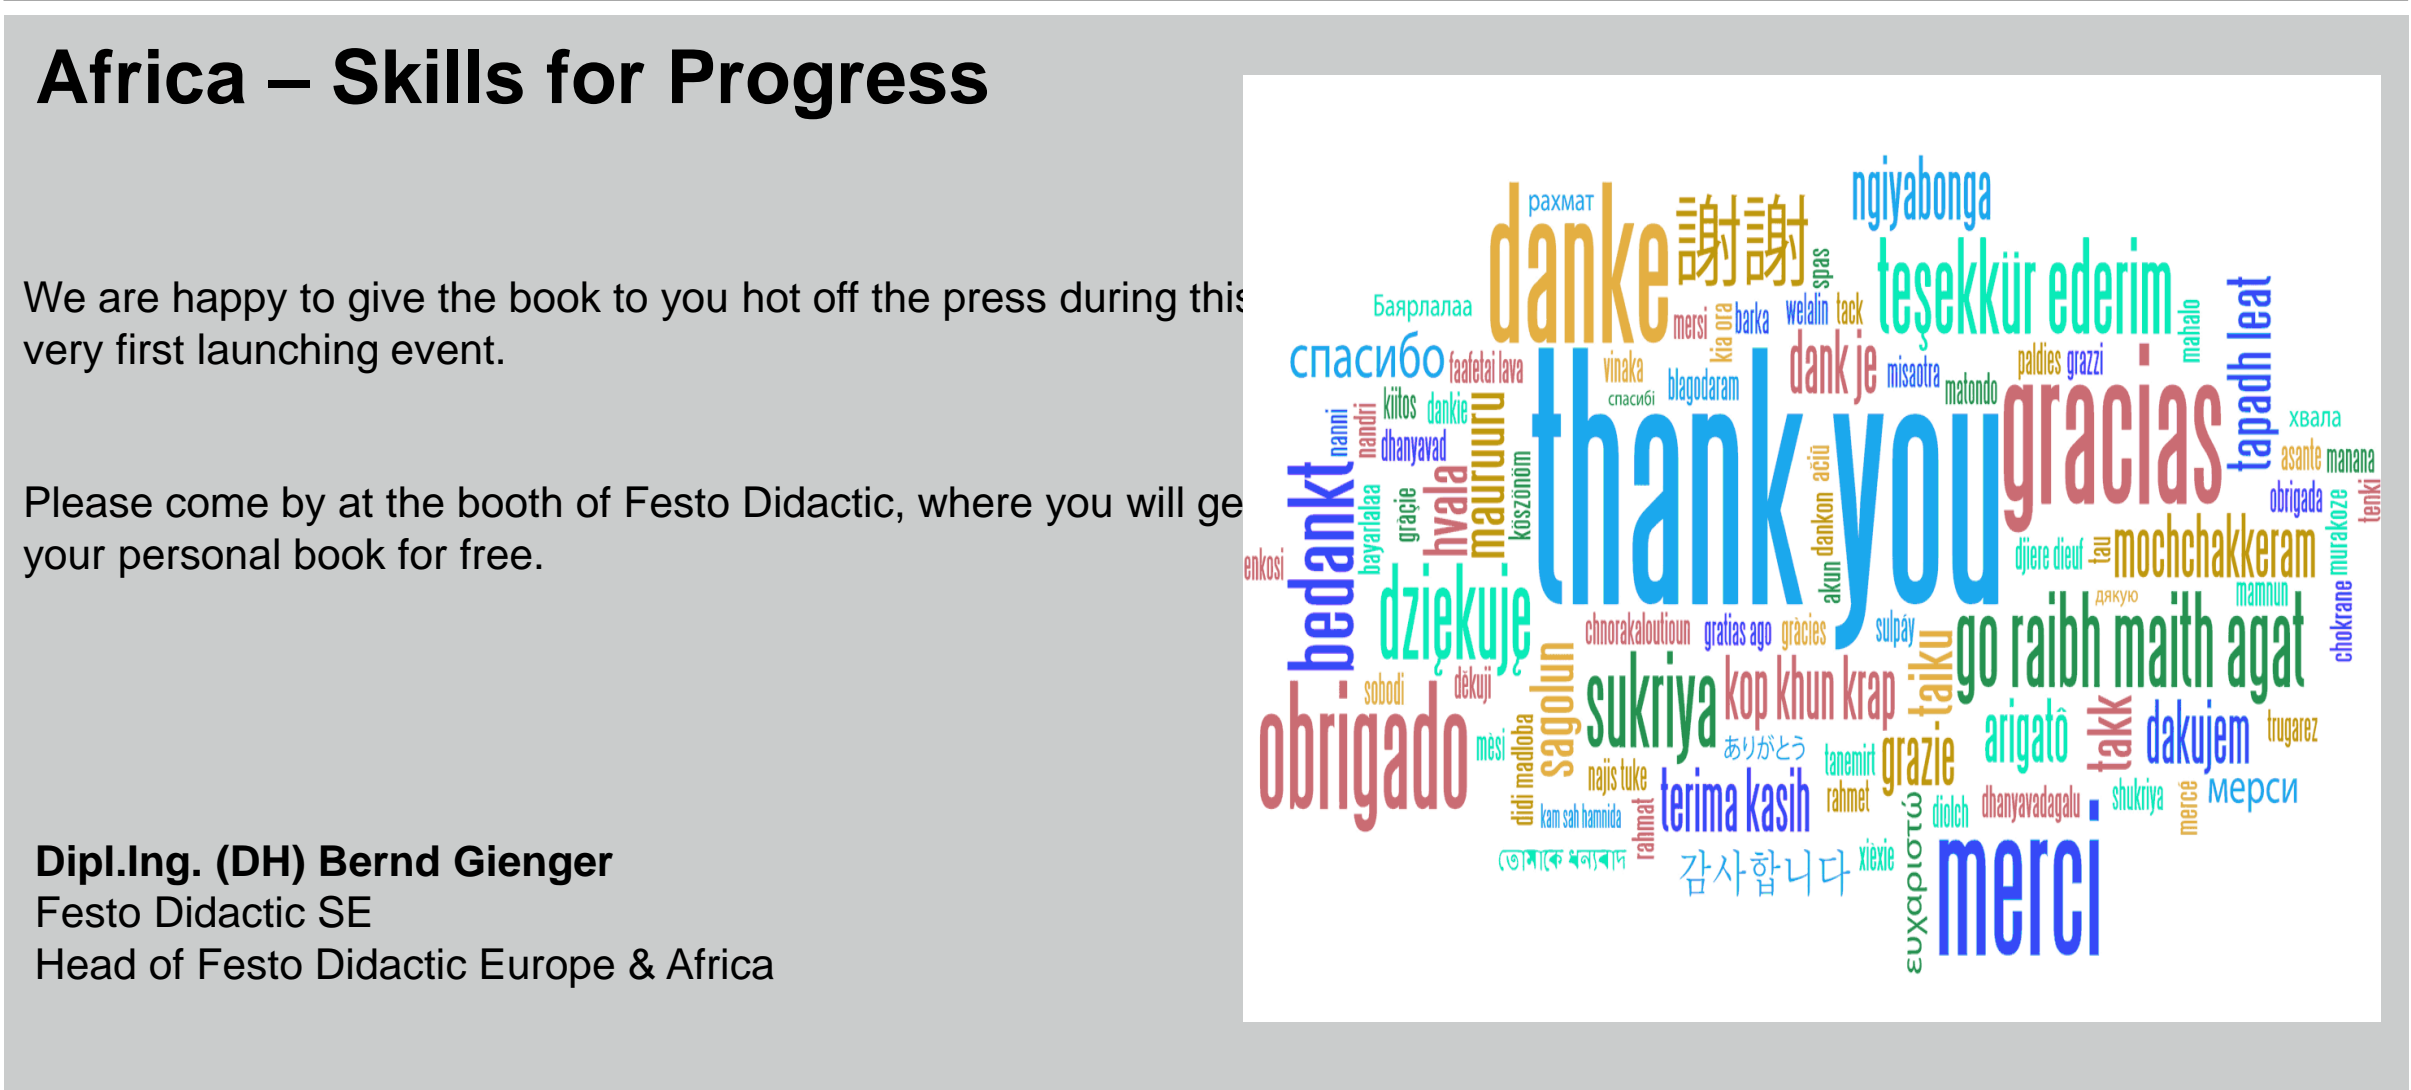 Africa – Skills for Progress
We are happy to give the book to you hot off the press during this
very first launching event.
Please come by at the booth of Festo Didactic, where you will ge
your personal book for free.
Dipl.Ing. (DH) Bernd Gienger
Festo Didactic SE
Head of Festo Didactic Europe & Africa
ngiyabonga
danke
рахмат
謝謝
spas
teşekkür ederim
Баярлалаа
mersi
kia ora
barka
welalin
tack
mahalo
tapadh leat
спасибо
faafetai lava
vinaka
спасибі
blagodaram
dank je
misaotra
matondo
paldies
grazzi
thank you
gracias
хвала
asante
manana
obrigada
murakoze
tenki
nanni
nandri
kiitos
dankie
dhanyavad
mauruuru
köszönöm
hvala
gràcie
bayarlalaa
bedankt
enkosi
dziękuję
ačiū
dankon
akun
djiere dieuf
tau
mochchakkeram
дякую
mamnun
chokrane
chnorakaloutioun
gratias ago
gràcies
sulpáy
go raibh maith agat
-taiku
obrigado
sobodi
děkuji
mèsi
didi madloba
sagolun
sukriya
kop khun krap
ありがとう
najis tuke
terima kasih
tanemirt
rahmet
grazie
arigatô
takk
dakujem
trugarez
kam sah hamnida
rahmat
diolch
dhanyavadagalu
shukriya
mercé
мерси
তোমাকে ধন্যবাদ
감사합니다
xièxie
ευχαριστώ
merci